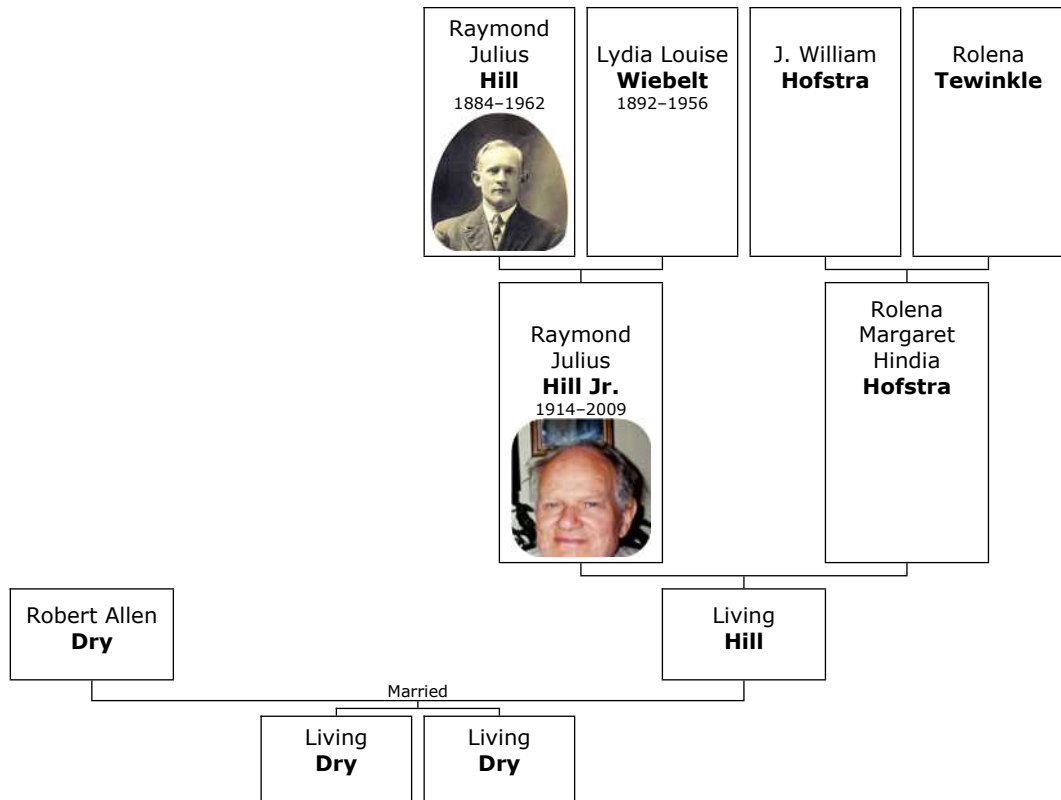 Raymond
Julius
Hill
1884–1962
Lydia Louise
Wiebelt
1892–1956
J. William
Hofstra
Rolena
Tewinkle
Raymond
Julius
Hill Jr.
1914–2009
Rolena
Margaret
Hindia
Hofstra
Robert Allen
Dry
Living
Hill
Married
Living
Dry
Living
Dry